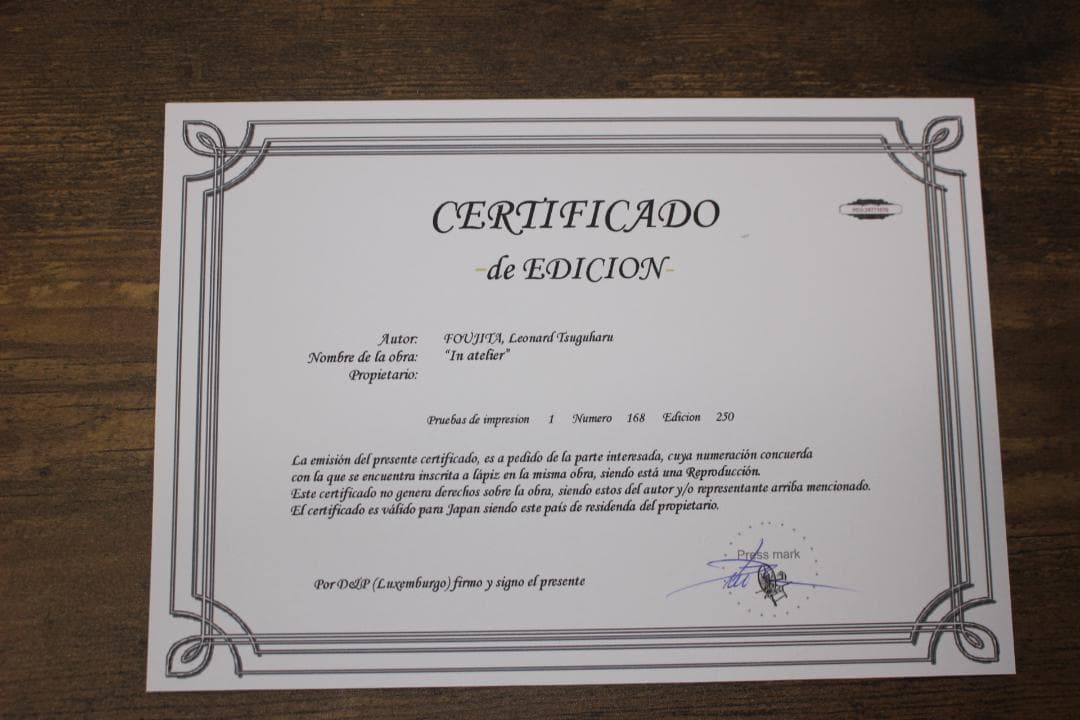 CERTIFICADO
-de EDICION-
Autor: FOUJITA, Leonard Tsuguharu
Nombre de la obra: "In atelier"
Propietario:
Pruebas de impresion 1 Numero 168 Edicion 250
La emisión del presente certificado, es a pedido de la parte interesada, cuya numeración concuerda
con la que se encuentra inscrita a lápiz en la misma obra, siendo está una Reproducción.
Este certificado no genera derechos sobre la obra, siendo estos del autor y/o representante arriba mencionado.
El certificado es válido para Japan siendo este país de residenda del propietario.
Press mark
Por D&P (Luxemburgo) firmo y signo el presente